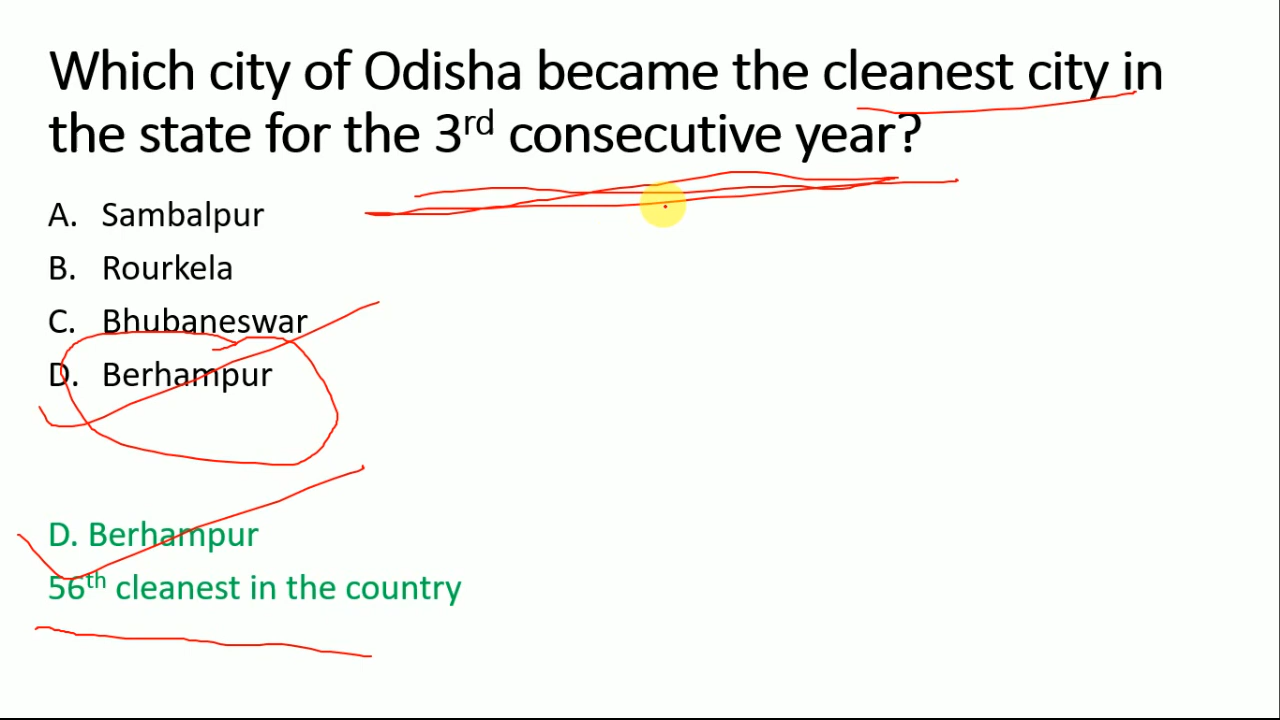 Which city of Odisha became the cleanest city in
the state for the 3rd consecutive year?
A. Sambalpur
B. Rourkela
C. Bhubaneswar
D. Berhampur
D. Berhampur
56th cleanest in the country